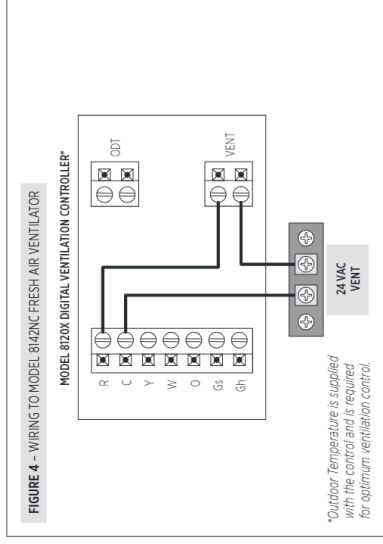 FIGURE 4 – WIRING TO MODEL 8142NC FRESH AIR VENTILATOR
MODEL 8120X DIGITAL VENTILATION CONTROLLER*
R
C
Y
W
O
Gs
Gh
ODT
VENT
24 VAC
VENT
*Outdoor Temperature is supplied
with the control and is required
for optimum ventilation control.